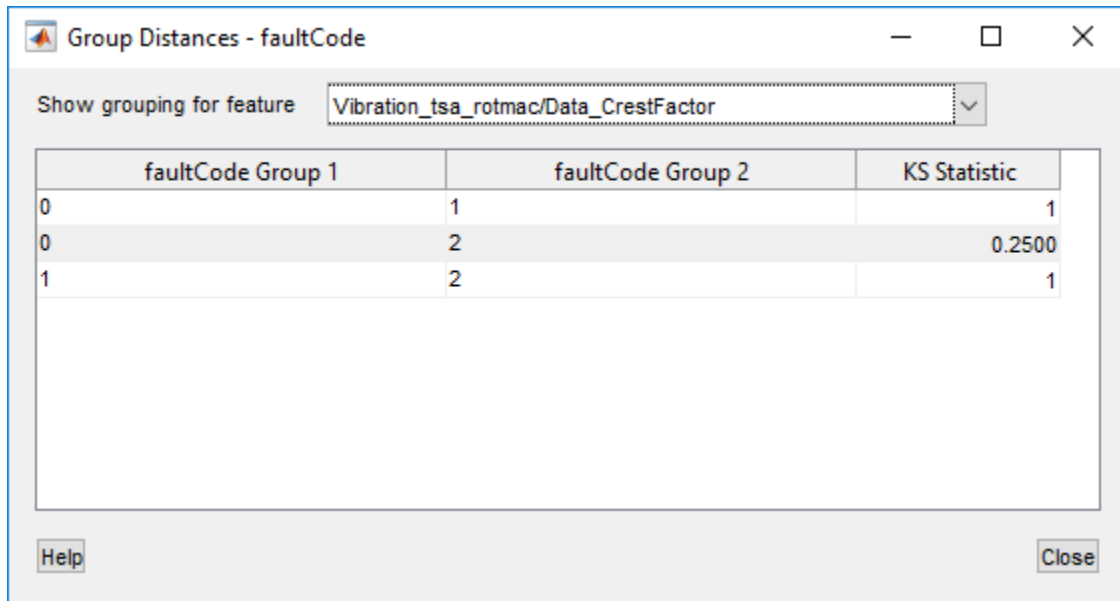 Group Distances - faultCode
Show grouping for feature Vibration_tsa_rotmac/Data_CrestFactor
faultCode Group 1 faultCode Group 2 KS Statistic
0 1 1
0 2 0.2500
1 2 1
Help Close